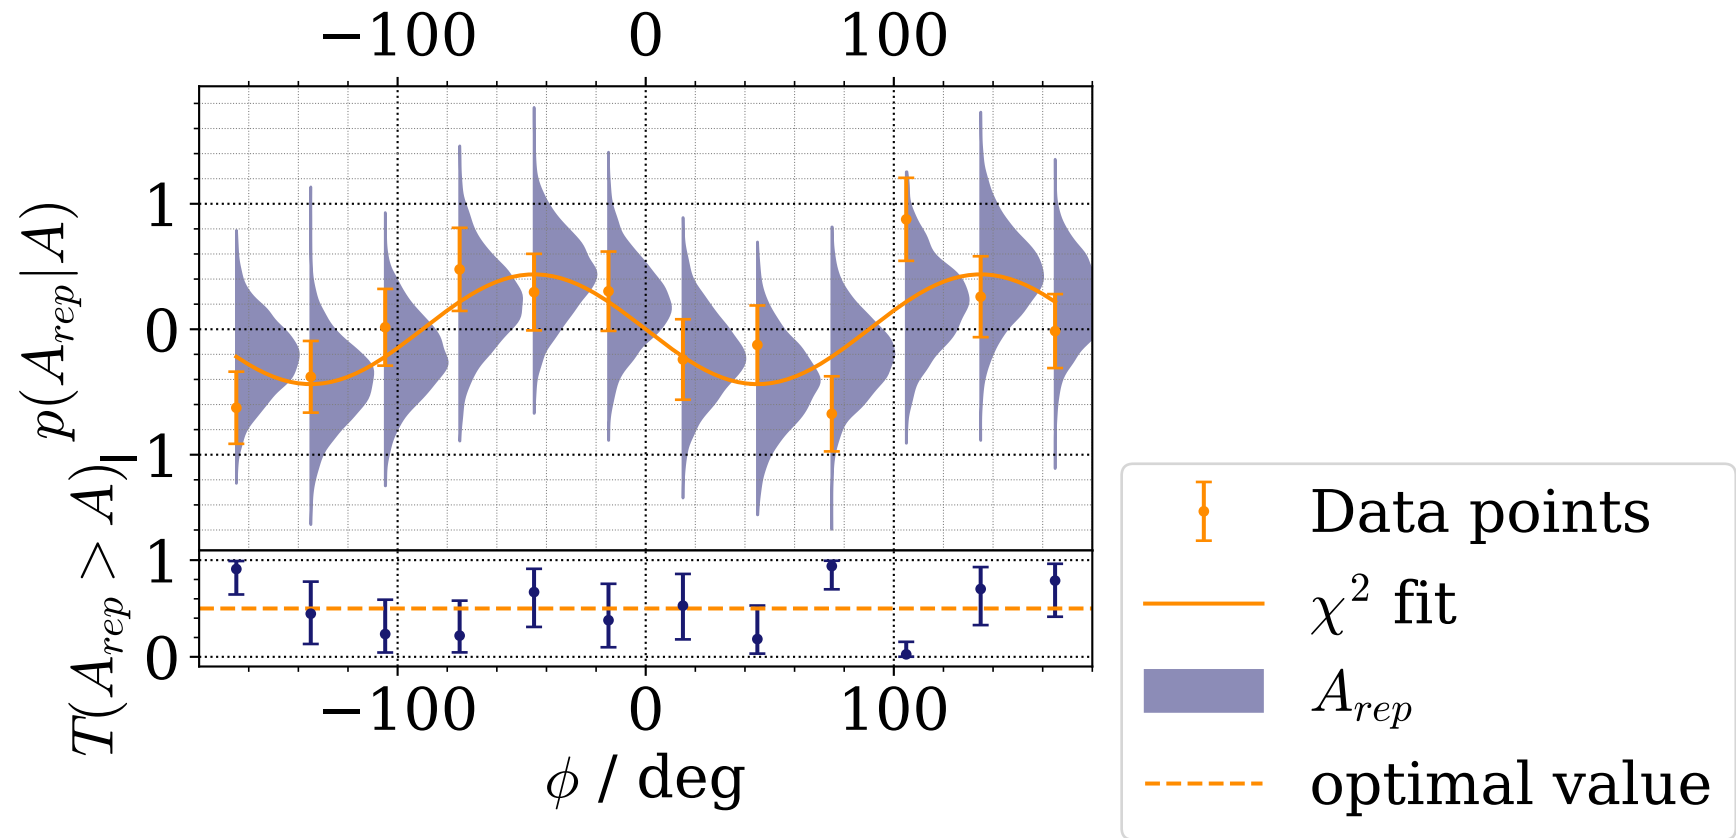 −100 0 100
p(A_rep|A)
1
0
−1
T(A_rep > A)
1
0
−100 0 100
ϕ / deg
Data points
χ² fit
A_rep
optimal value